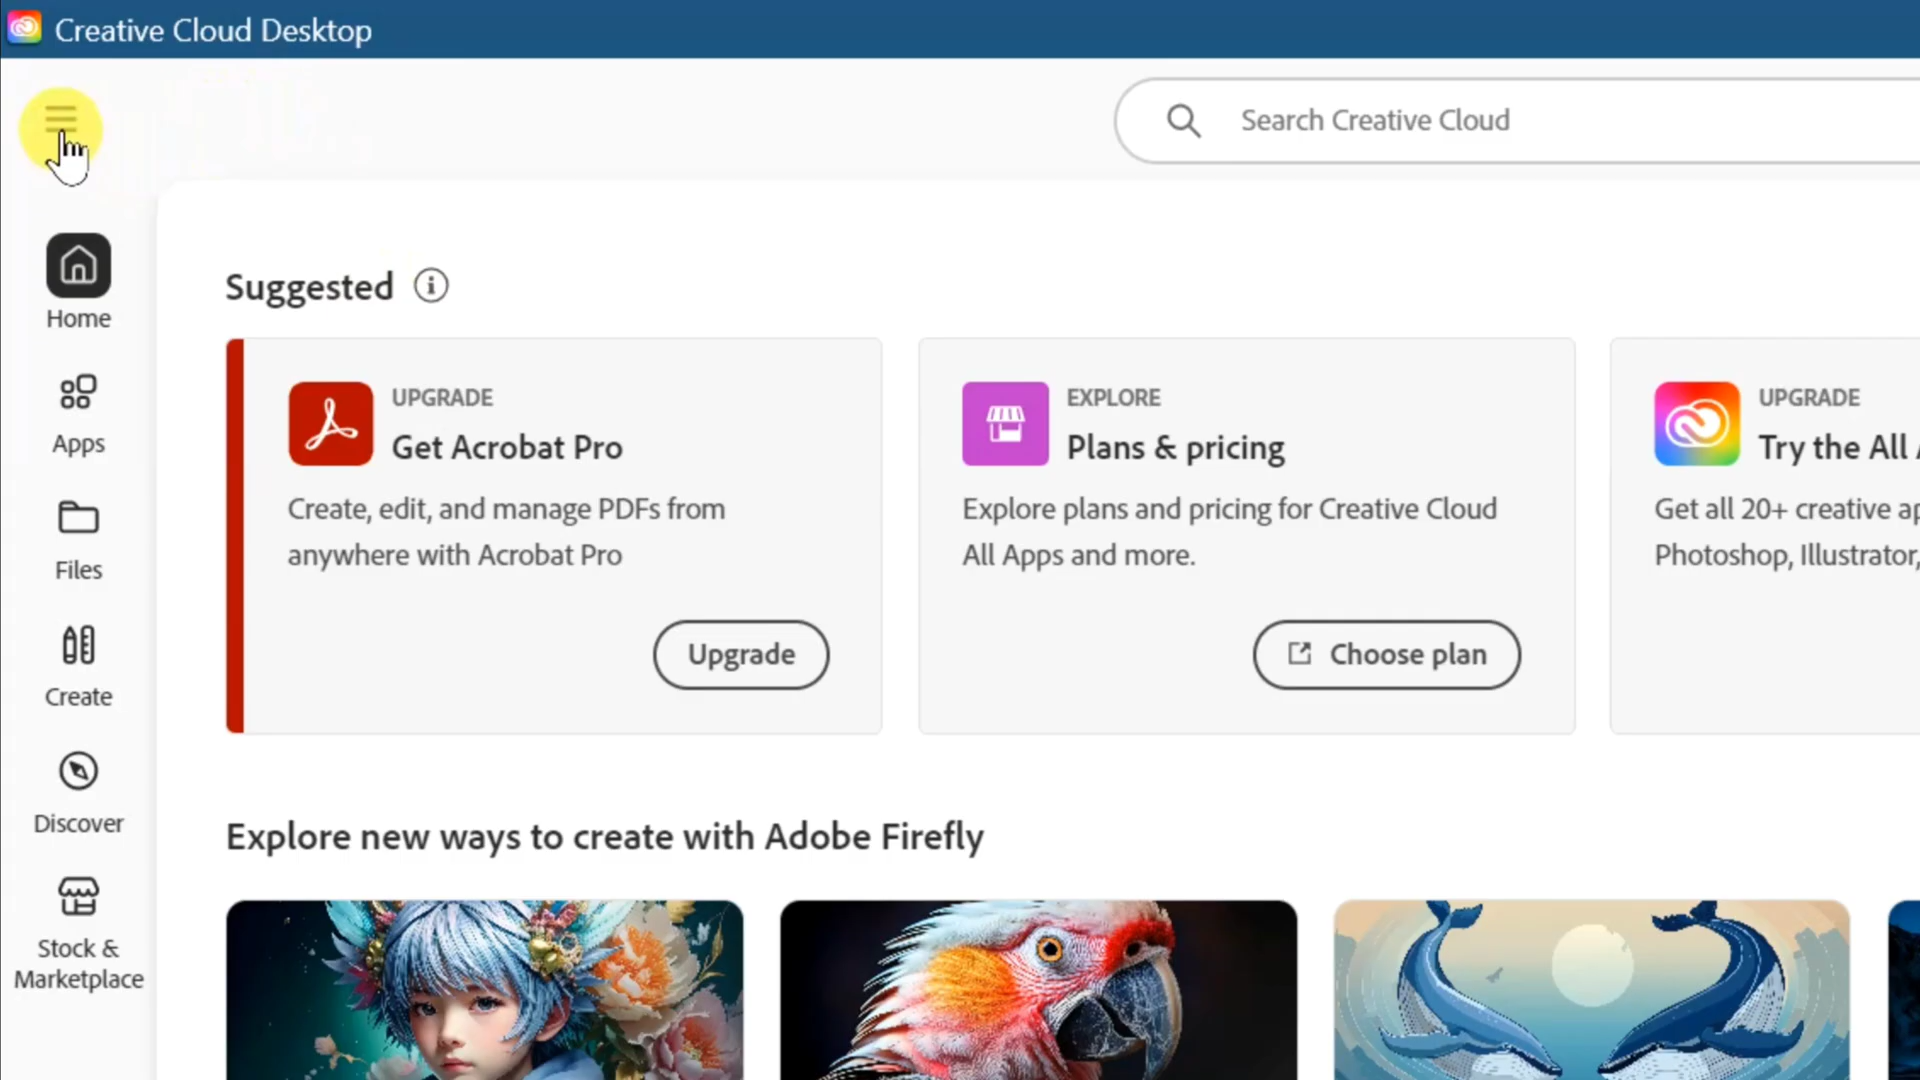 Creative Cloud Desktop
Search Creative Cloud
Home
Apps
Files
Create
Discover
Stock &
Marketplace
Suggested
UPGRADE
Get Acrobat Pro
Create, edit, and manage PDFs from
anywhere with Acrobat Pro
Upgrade
EXPLORE
Plans & pricing
Explore plans and pricing for Creative Cloud
All Apps and more.
Choose plan
UPGRADE
Try the All
Get all 20+ creative
Photoshop, Illustrator,
Explore new ways to create with Adobe Firefly